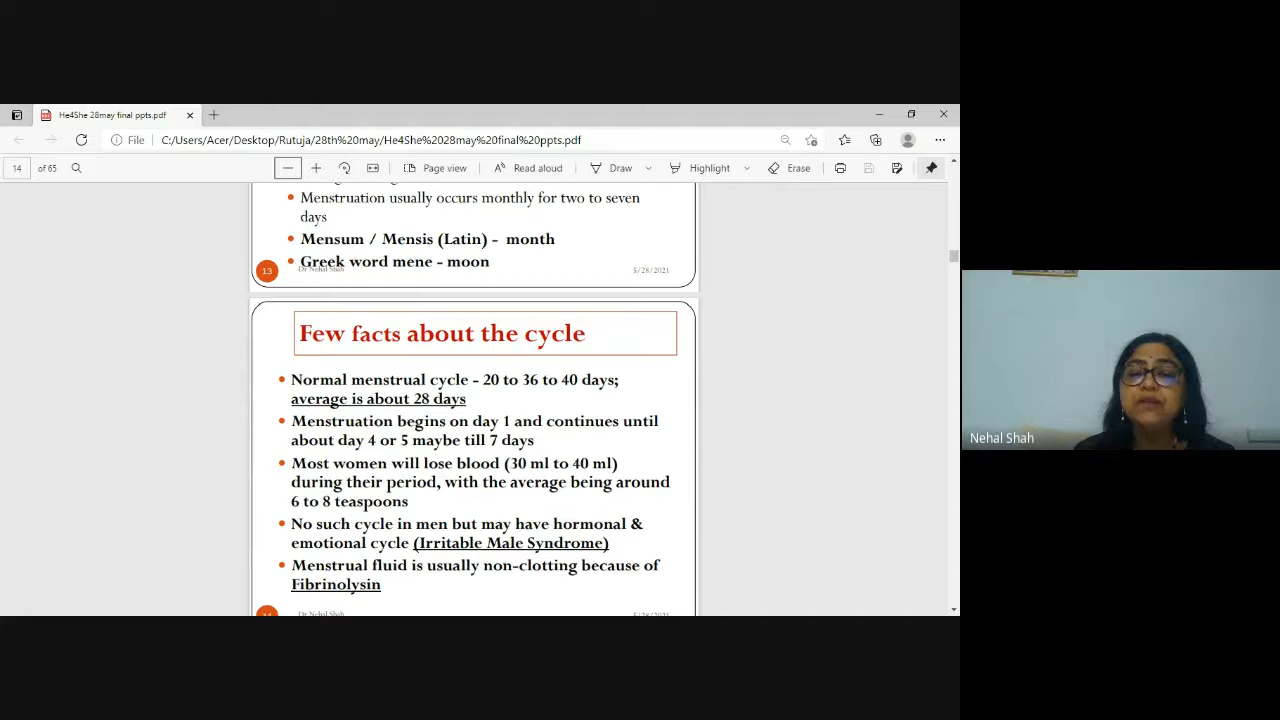 He4She 28may final ppts.pdf
File
C:/Users/Acer/Desktop/Rutuja/28th%20may/He4She%2028may%20final%20ppts.pdf
14 of 65
Page view
Read aloud
Draw
Highlight
Erase
• Menstruation usually occurs monthly for two to seven
days
• Mensum / Mensis (Latin) - month
• Greek word mene - moon
13
Dr Nehal Shah
5/28/2021
Few facts about the cycle
• Normal menstrual cycle - 20 to 36 to 40 days;
average is about 28 days
• Menstruation begins on day 1 and continues until
about day 4 or 5 maybe till 7 days
• Most women will lose blood (30 ml to 40 ml)
during their period, with the average being around
6 to 8 teaspoons
• No such cycle in men but may have hormonal &
emotional cycle (Irritable Male Syndrome)
• Menstrual fluid is usually non-clotting because of
Fibrinolysin
Nehal Shah